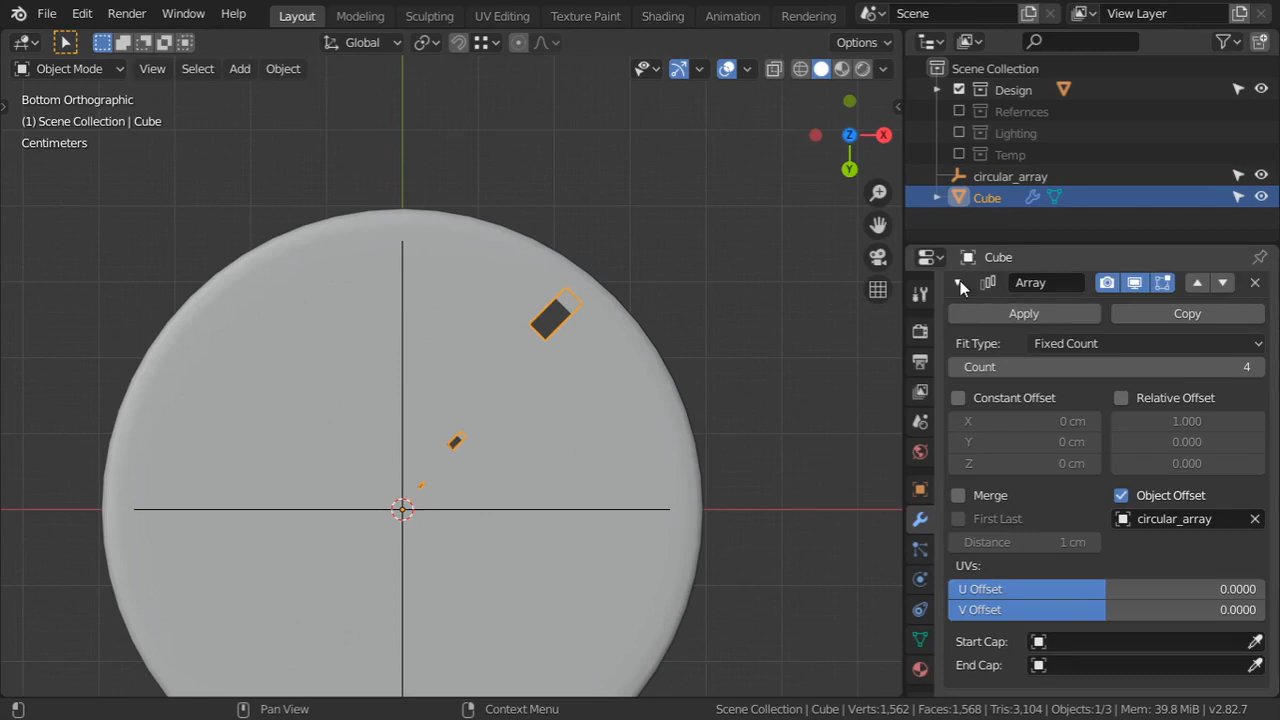 File Edit Render Window Help Layout Modeling Sculpting UV Editing Texture Paint Shading Animation Rendering Scene View Layer
Global Options
Object Mode View Select Add Object
Bottom Orthographic
(1) Scene Collection | Cube
Centimeters
X
Z
Y
Scene Collection
Design
Refernces
Lighting
Temp
circular_array
Cube
Cube
Array
Apply Copy
Fit Type: Fixed Count
Count 4
Constant Offset Relative Offset
X 0 cm 1.000
Y 0 cm 0.000
Z 0 cm 0.000
Merge Object Offset
First Last circular_array
Distance 1 cm
UVs:
U Offset 0.0000
V Offset 0.0000
Start Cap:
End Cap:
Pan View Context Menu Scene Collection | Cube | Verts:1,562 | Faces:1,568 | Tris:3,104 | Objects:1/3 | Mem: 39.8 MiB | v2.82.7